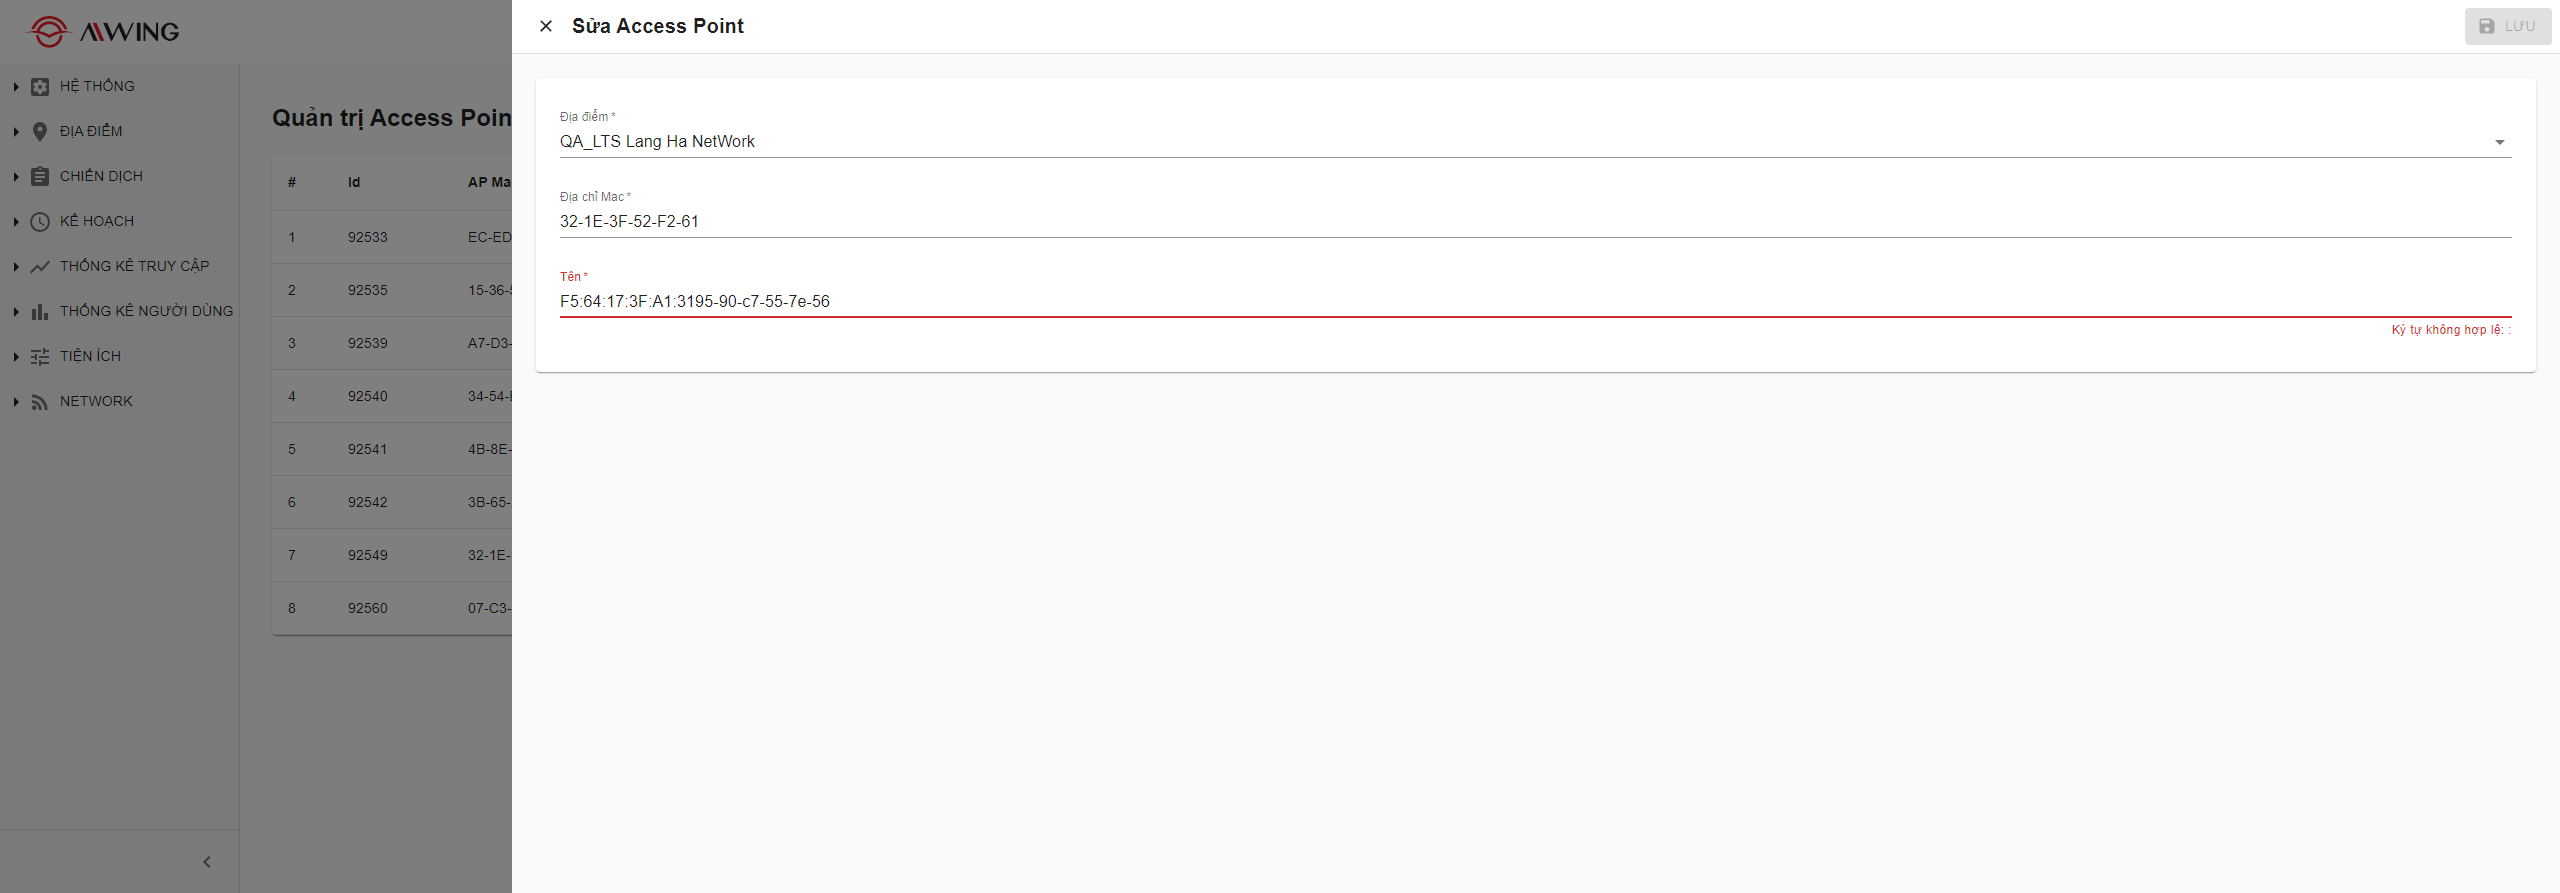 AWING
HỆ THỐNG
ĐỊA ĐIỂM
CHIẾN DỊCH
KẾ HOẠCH
THỐNG KÊ TRUY CẬP
THỐNG KÊ NGƯỜI DÙNG
TIỆN ÍCH
NETWORK
Quản trị Access Poin
# Id AP Ma
1 92533 EC-ED
2 92535 15-36-
3 92539 A7-D3-
4 92540 34-54-
5 92541 4B-8E-
6 92542 3B-65-
7 92549 32-1E-
8 92560 07-C3-
Sửa Access Point
LƯU
Địa điểm *
QA_LTS Lang Ha NetWork
Địa chỉ Mac *
32-1E-3F-52-F2-61
Tên *
F5:64:17:3F:A1:3195-90-c7-55-7e-56
Ký tự không hợp lệ: :